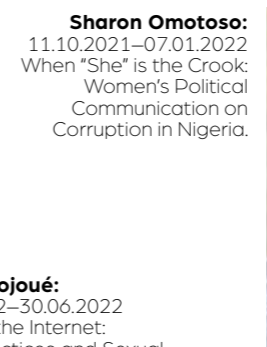 Sharon Omotoso:
11.10.2021–07.01.2022
When “She” is the Crook:
Women’s Political
Communication on
Corruption in Nigeria.
ojoué:
2–30.06.2022
the Internet: